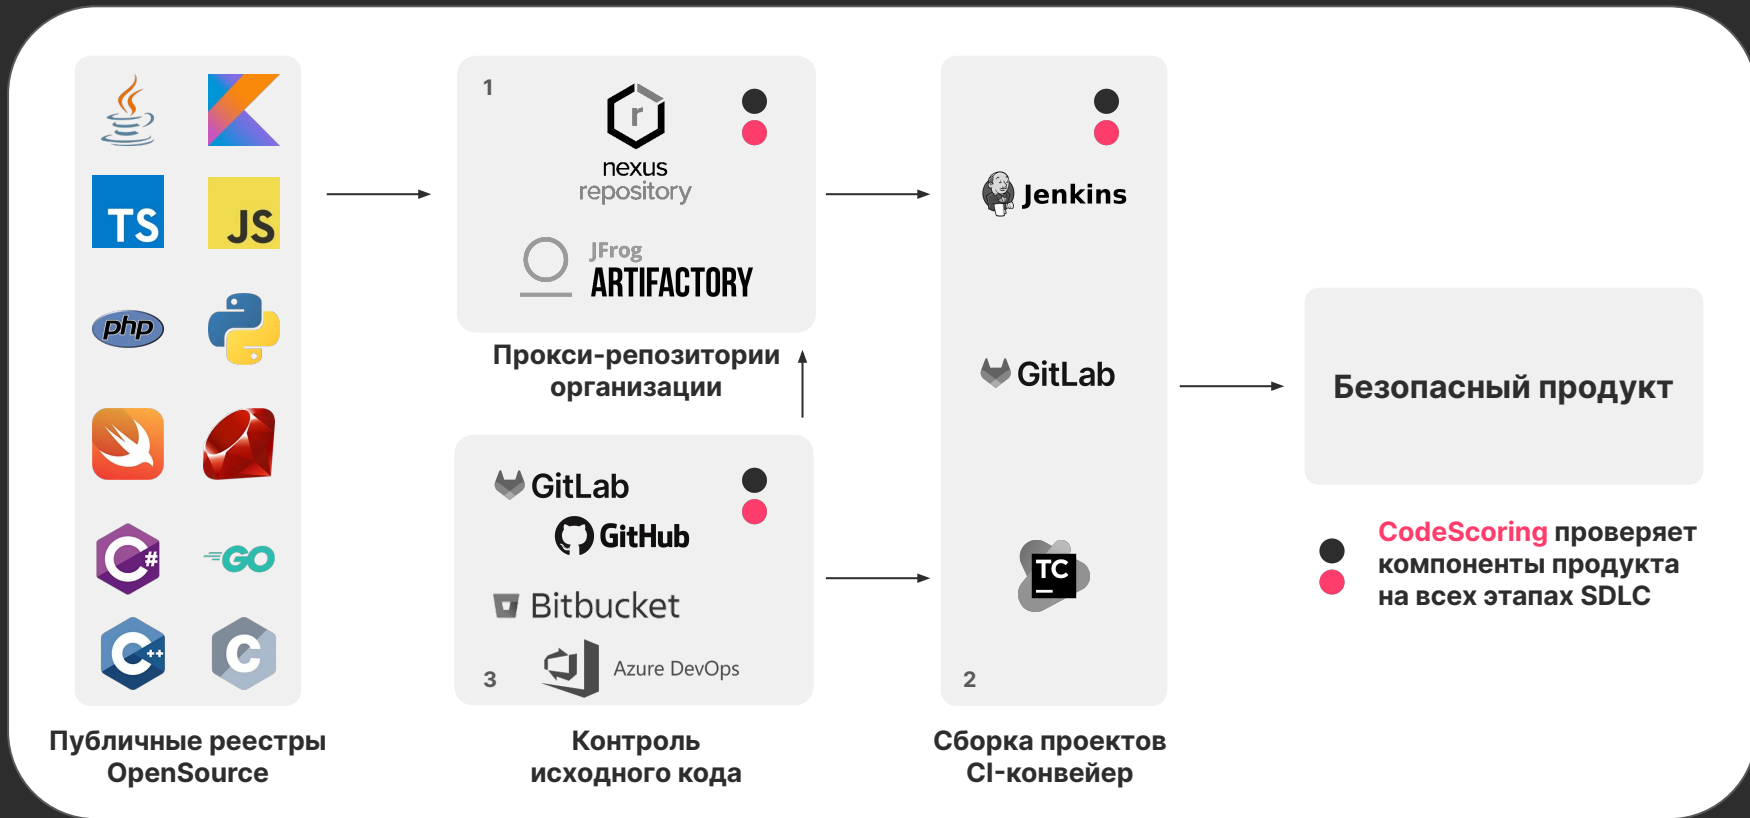 TS
JS
php
C#
GO
C++
C
Публичные реестры
OpenSource
1
r
nexus
repository
JFrog
ARTIFACTORY
Прокси-репозитории
организации
GitLab
GitHub
Bitbucket
Azure DevOps
3
Контроль
исходного кода
Jenkins
GitLab
TC
2
Сборка проектов
CI-конвейер
Безопасный продукт
CodeScoring проверяет
компоненты продукта
на всех этапах SDLC